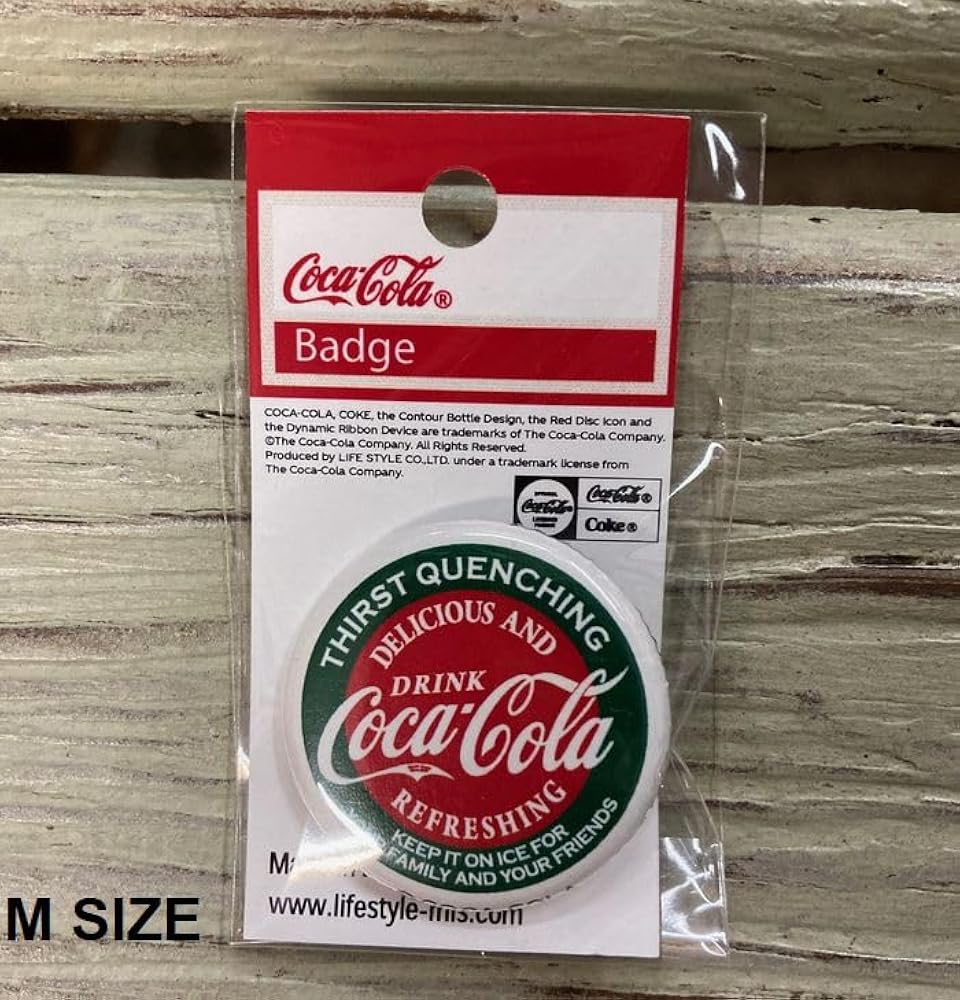 Coca-Cola®
Badge
COCA-COLA, COKE, the Contour Bottle Design, the Red Disc Icon and
the Dynamic Ribbon Device are trademarks of The Coca-Cola Company.
©The Coca-Cola Company. All Rights Reserved.
Produced by LIFE STYLE CO.,LTD. under a trademark license from
The Coca-Cola Company.
Coca-Cola
Coca-Cola®
Coke®
THIRST QUENCHING
DELICIOUS AND
DRINK
Coca-Cola
REFRESHING
KEEP IT ON ICE FOR
FAMILY AND YOUR FRIENDS
www.lifestyle-mis.com
M SIZE